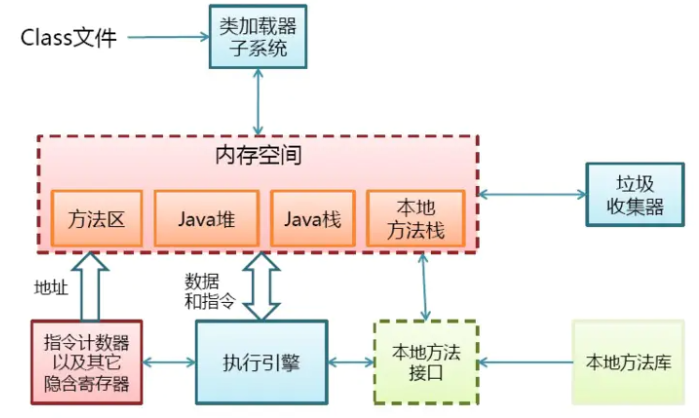 Class文件
类加载器
子系统
内存空间
方法区
Java堆
Java栈
本地
方法栈
垃圾
收集器
地址
数据
和指令
指令计数器
以及其它
隐含寄存器
执行引擎
本地方法
接口
本地方法库